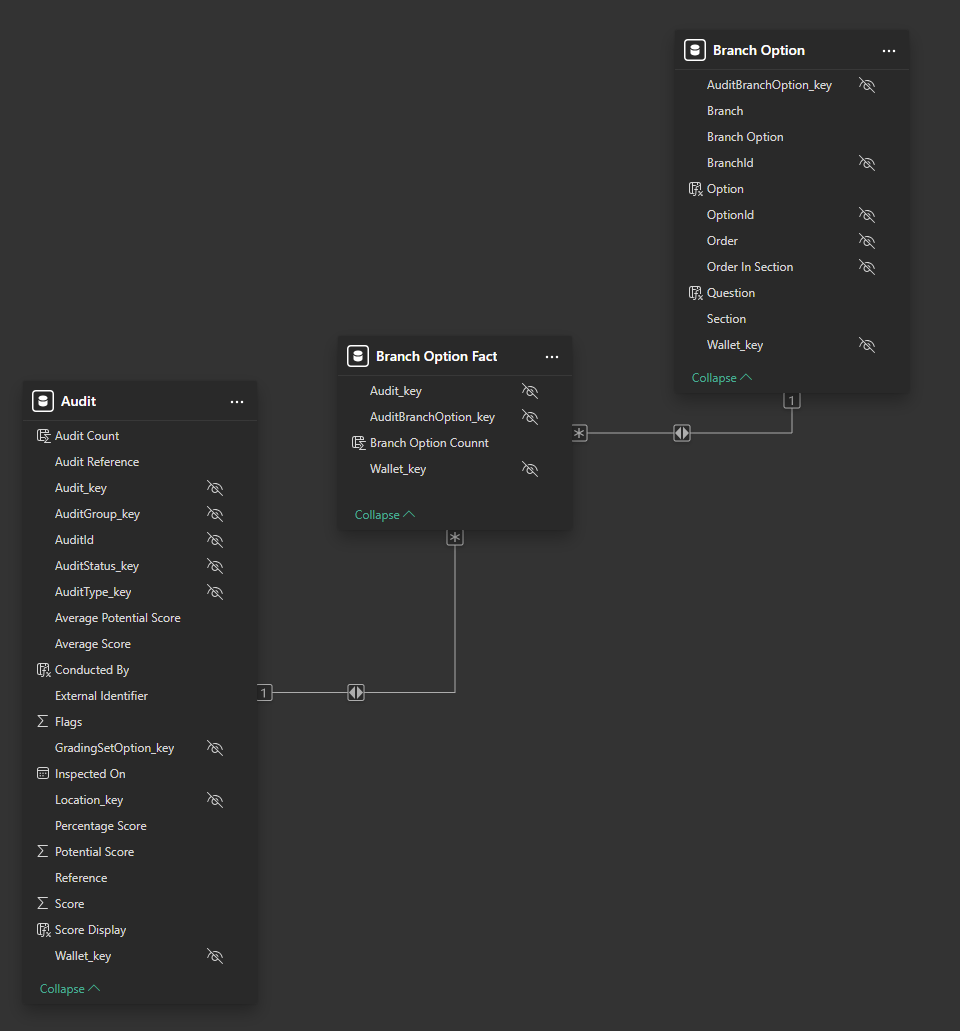 Branch Option
AuditBranchOption_key
Branch
Branch Option
BranchId
Option
OptionId
Order
Order In Section
Question
Section
Wallet_key
Collapse
1
Branch Option Fact
Audit_key
AuditBranchOption_key
Branch Option Counnt
Wallet_key
Collapse
*
*
Audit
Audit Count
Audit Reference
Audit_key
AuditGroup_key
AuditId
AuditStatus_key
AuditType_key
Average Potential Score
Average Score
Conducted By
External Identifier
Flags
GradingSetOption_key
Inspected On
Location_key
Percentage Score
Potential Score
Reference
Score
Score Display
Wallet_key
Collapse
1